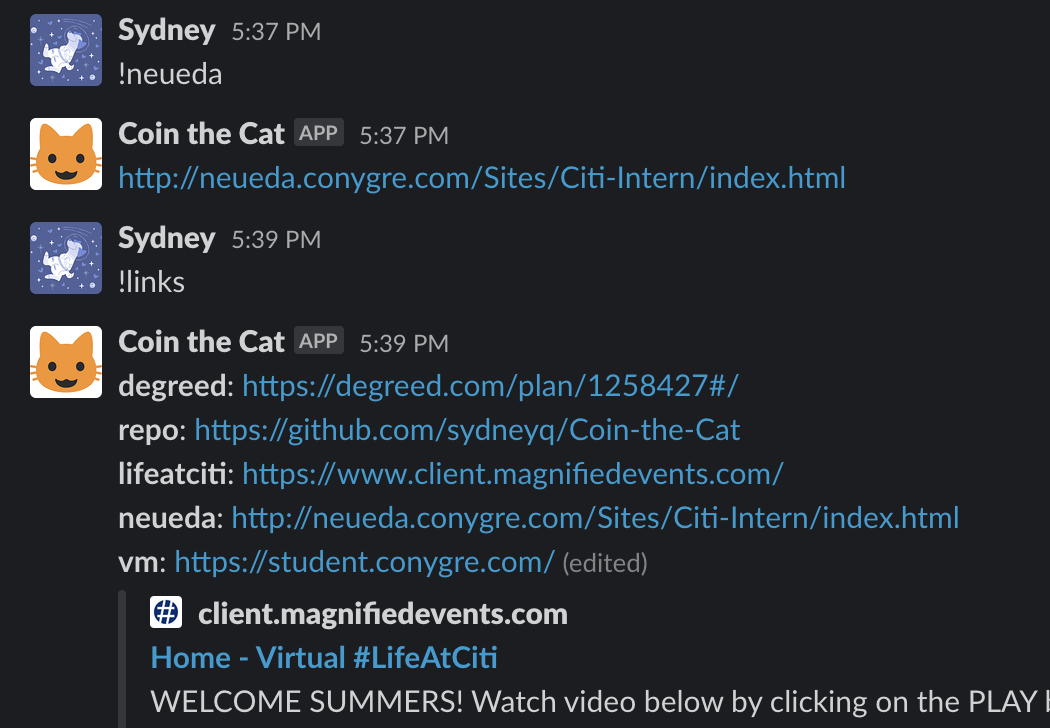 Sydney 5:37 PM
!neueda
Coin the Cat APP 5:37 PM
http://neueda.conygre.com/Sites/Citi-Intern/index.html
Sydney 5:39 PM
!links
Coin the Cat APP 5:39 PM
degreed: https://degreed.com/plan/1258427#/
repo: https://github.com/sydneyq/Coin-the-Cat
lifeatciti: https://www.client.magnifiedevents.com/
neueda: http://neueda.conygre.com/Sites/Citi-Intern/index.html
vm: https://student.conygre.com/ (edited)
client.magnifiedevents.com
Home - Virtual #LifeAtCiti
WELCOME SUMMERS! Watch video below by clicking on the PLAY